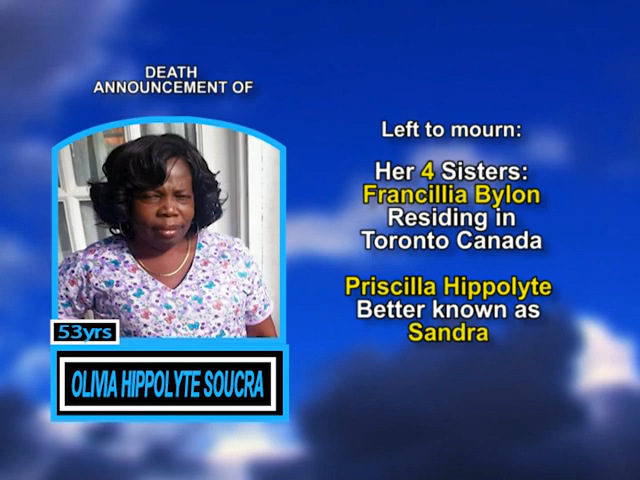 DEATH
ANNOUNCEMENT OF
53yrs
OLIVIA HIPPOLYTE SOUCRA
Left to mourn:
Her 4 Sisters:
Francillia Bylon
Residing in
Toronto Canada
Priscilla Hippolyte
Better known as
Sandra